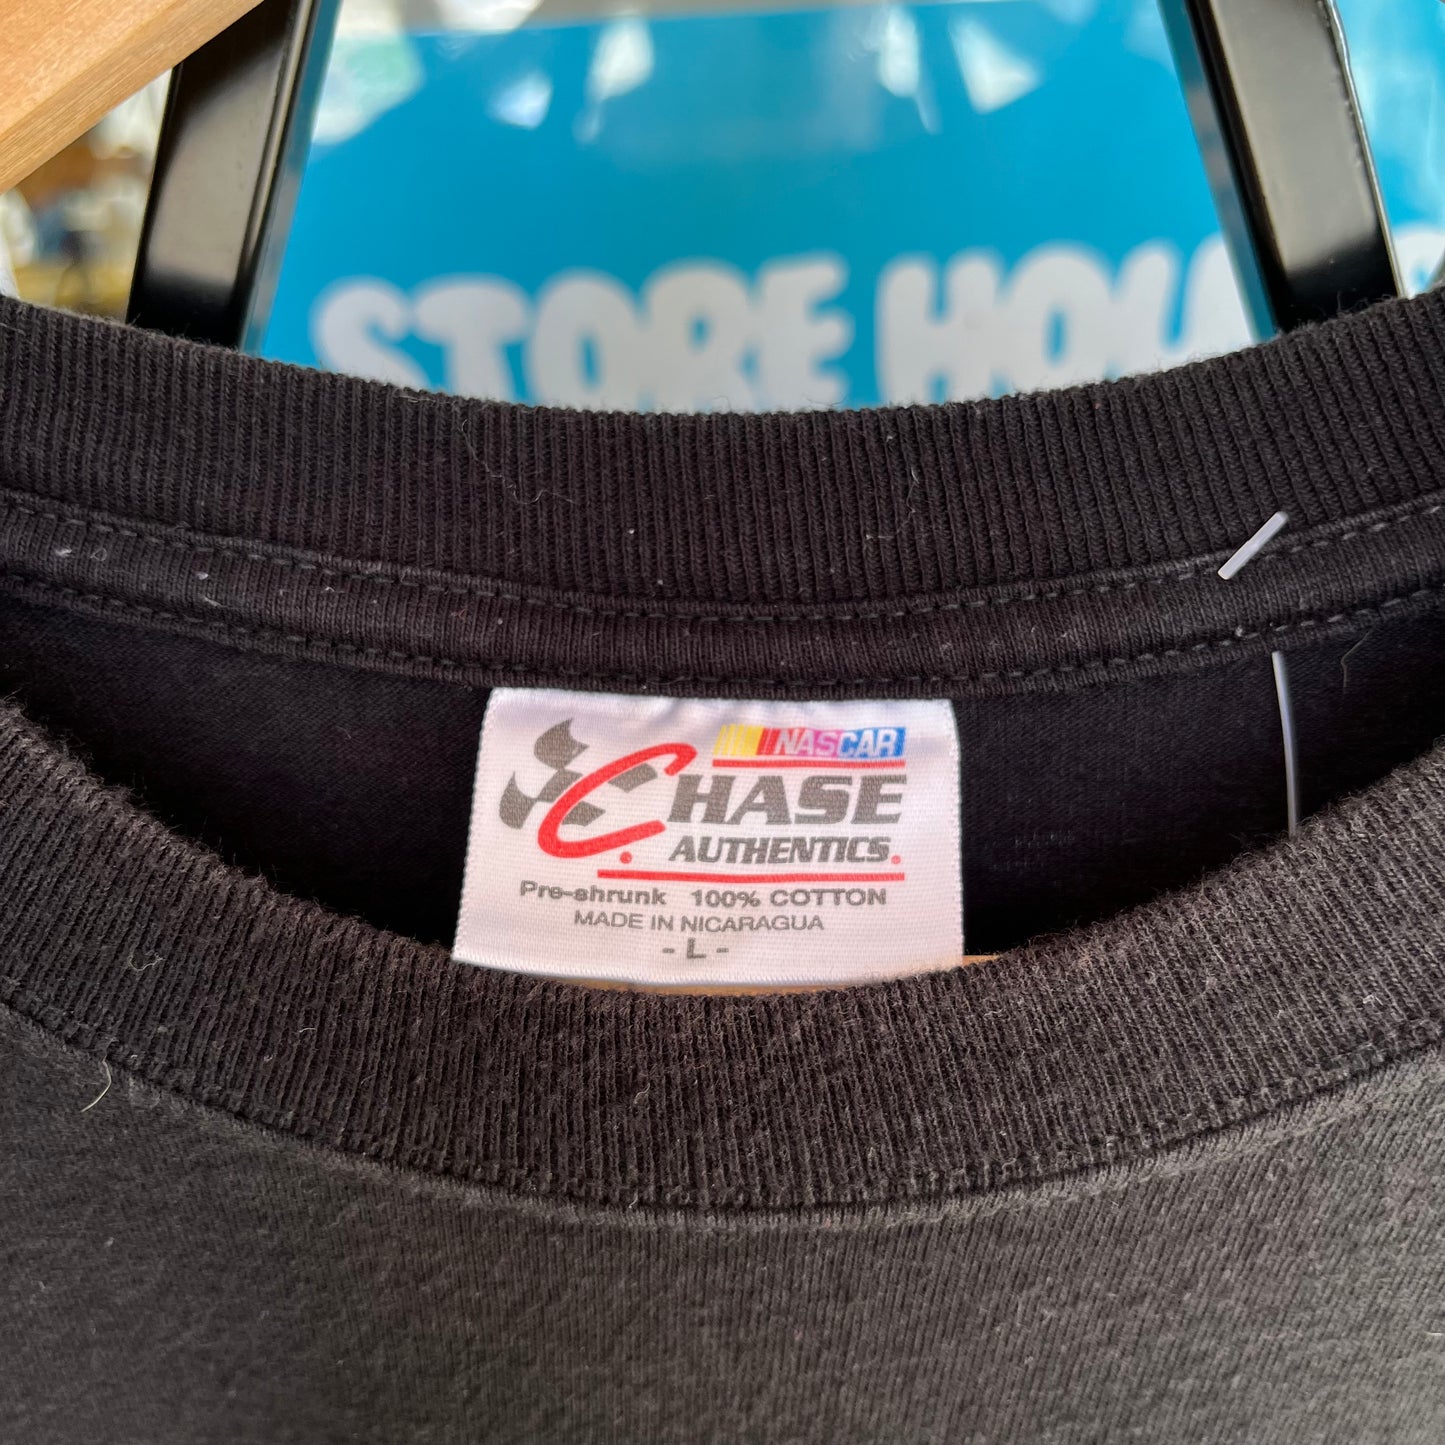 STORE
NASCAR
CHASE
AUTHENTICS.
Pre-shrunk 100% COTTON
MADE IN NICARAGUA
- L -